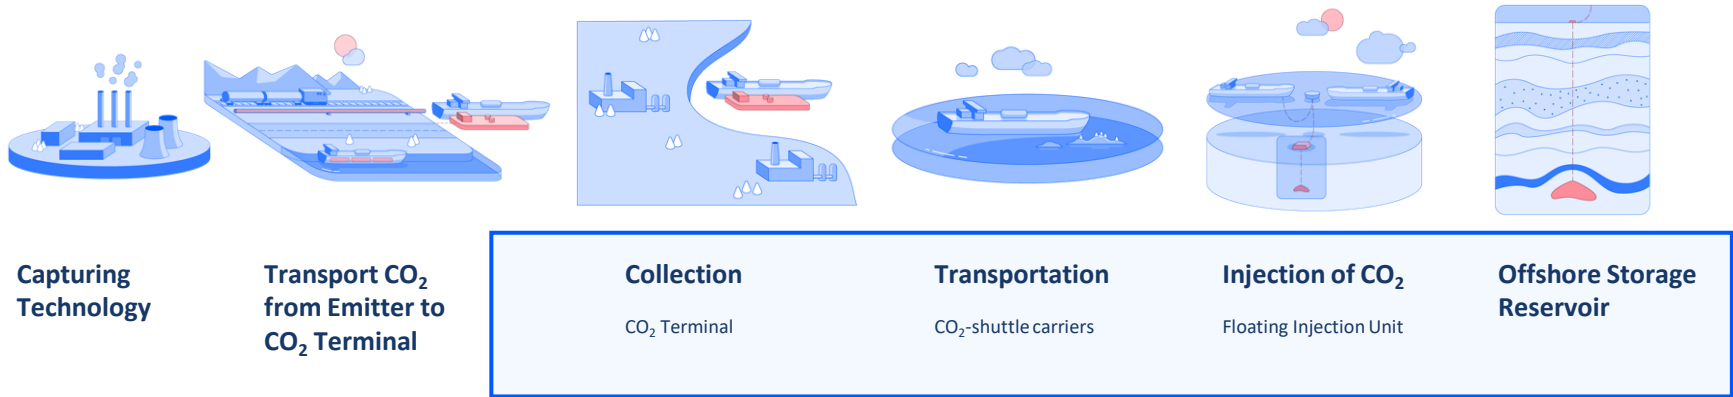 Capturing
Technology
Transport CO₂
from Emitter to
CO₂ Terminal
Collection
CO₂ Terminal
Transportation
CO₂-shuttle carriers
Injection of CO₂
Floating Injection Unit
Offshore Storage
Reservoir